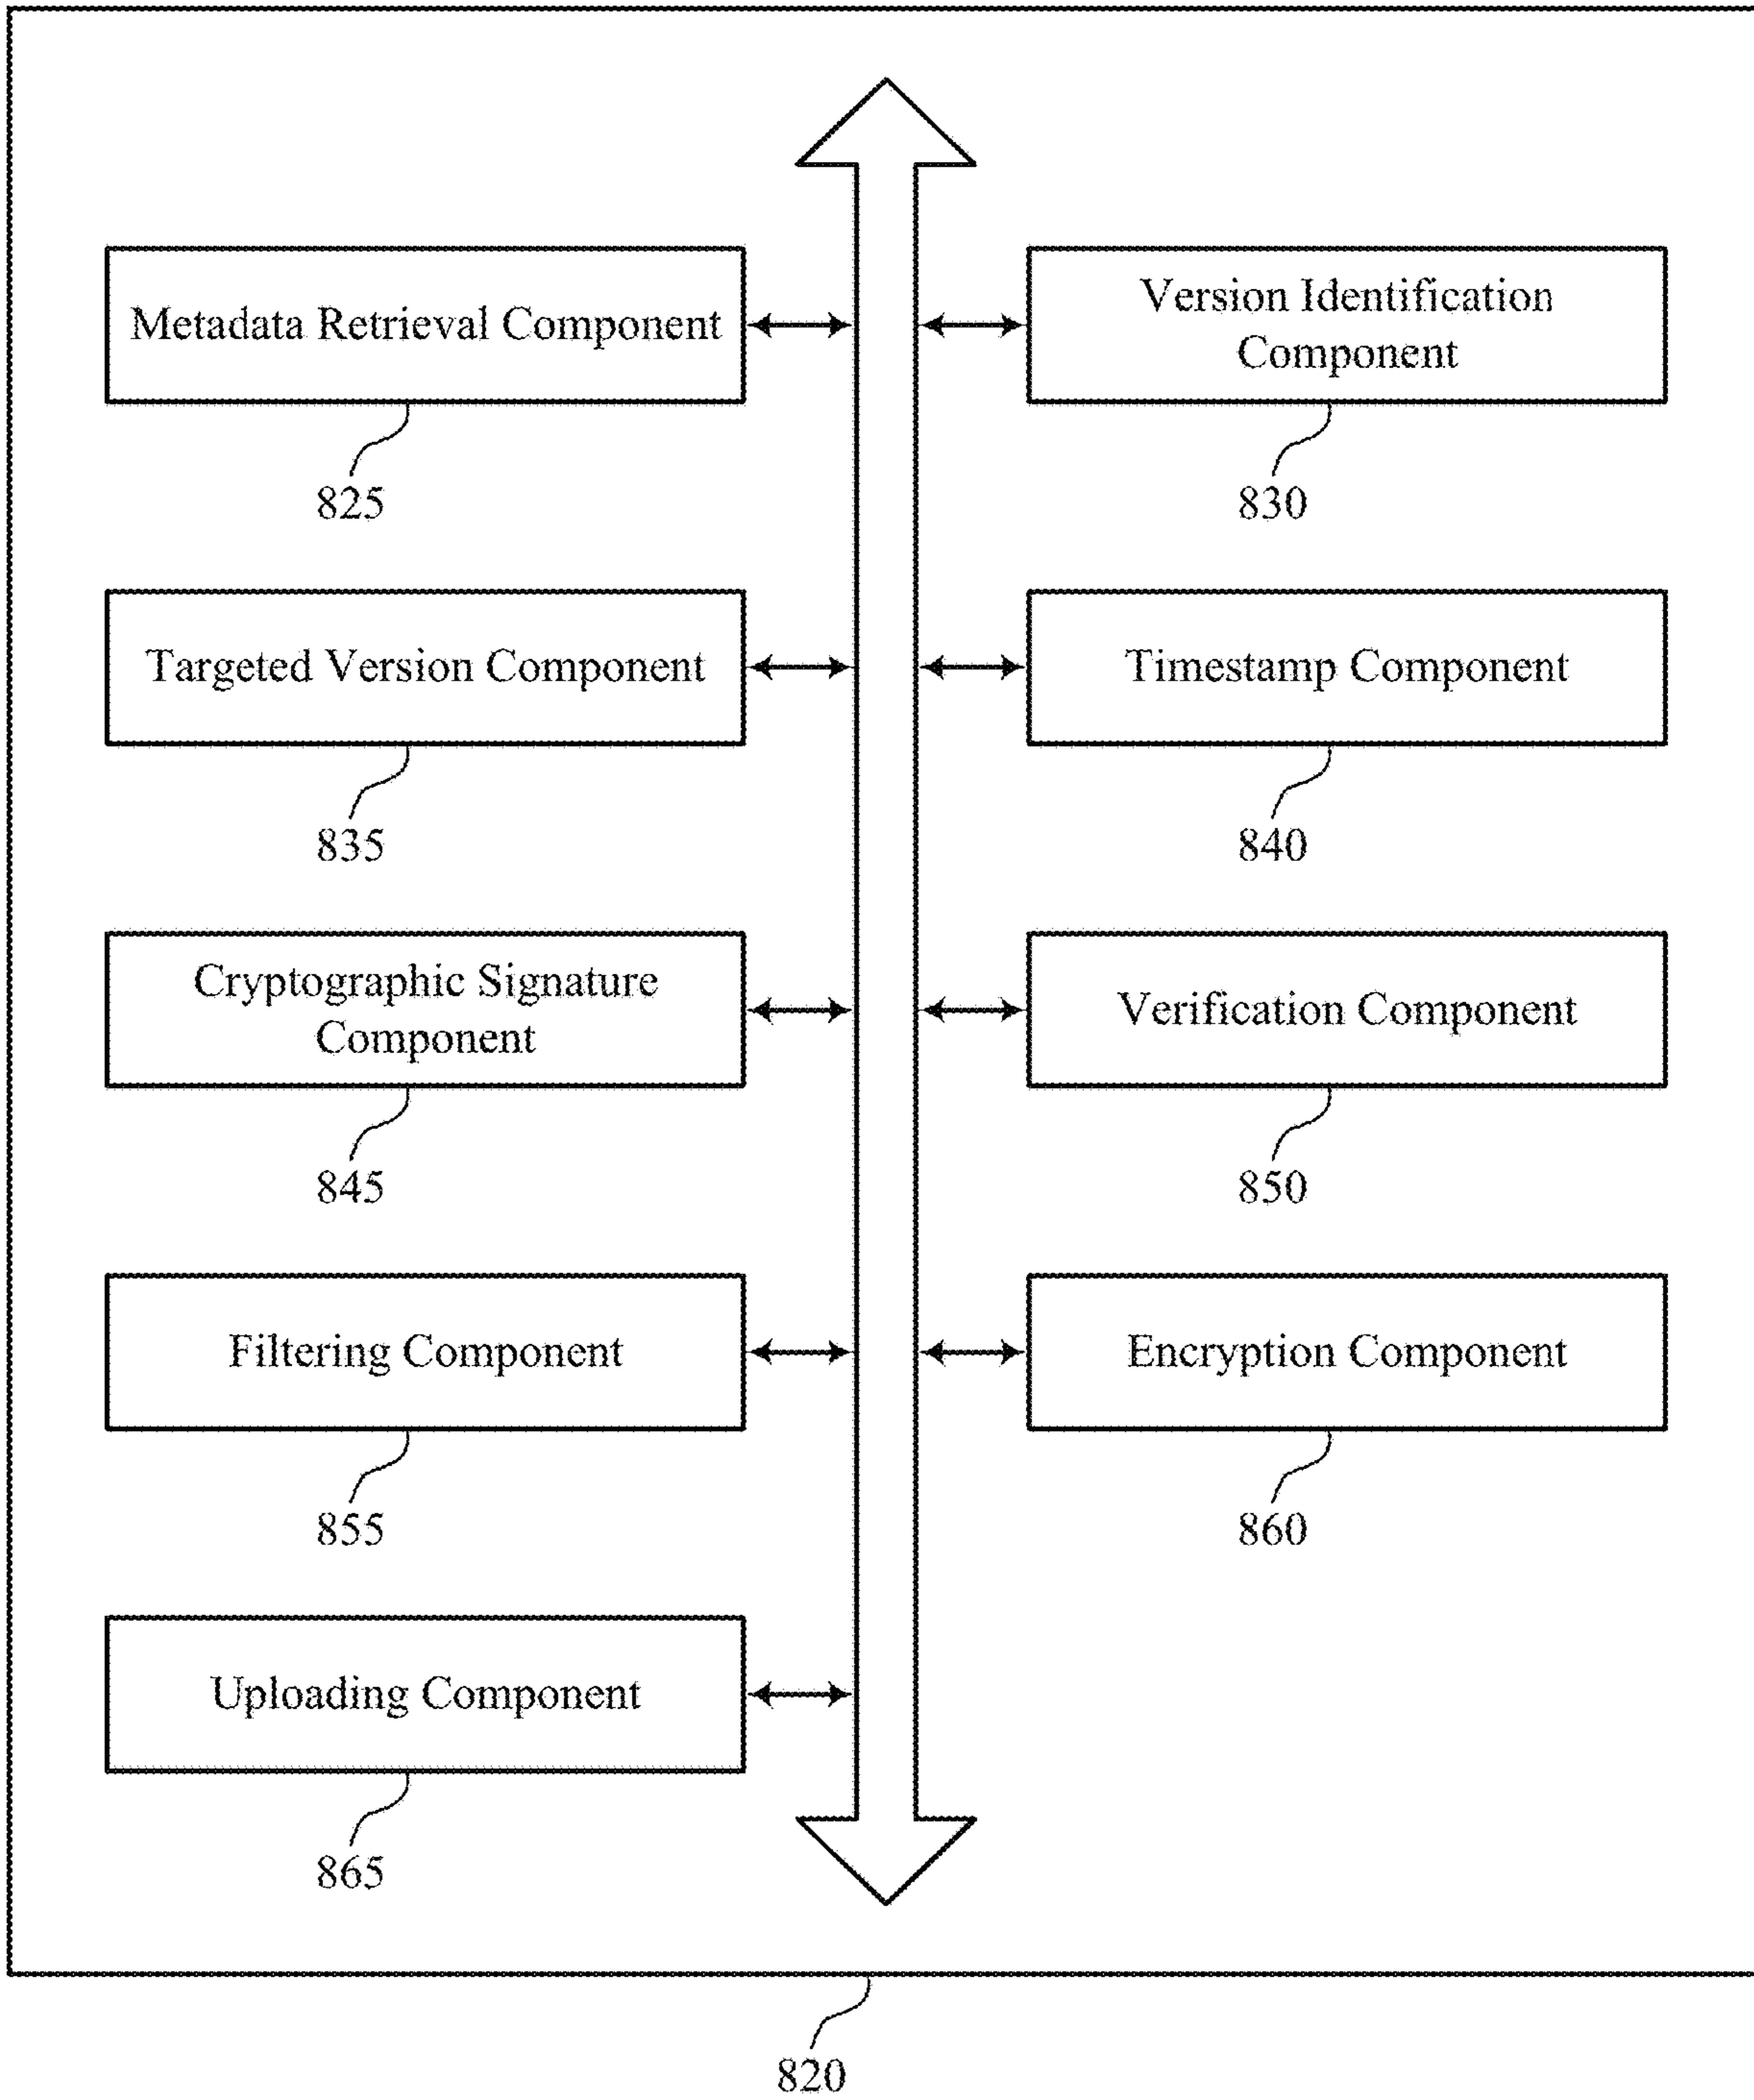 Metadata Retrieval Component
825
Version Identification
Component
830
Targeted Version Component
835
Timestamp Component
840
Cryptographic Signature
Component
845
Verification Component
850
Filtering Component
855
Encryption Component
860
Uploading Component
865
820